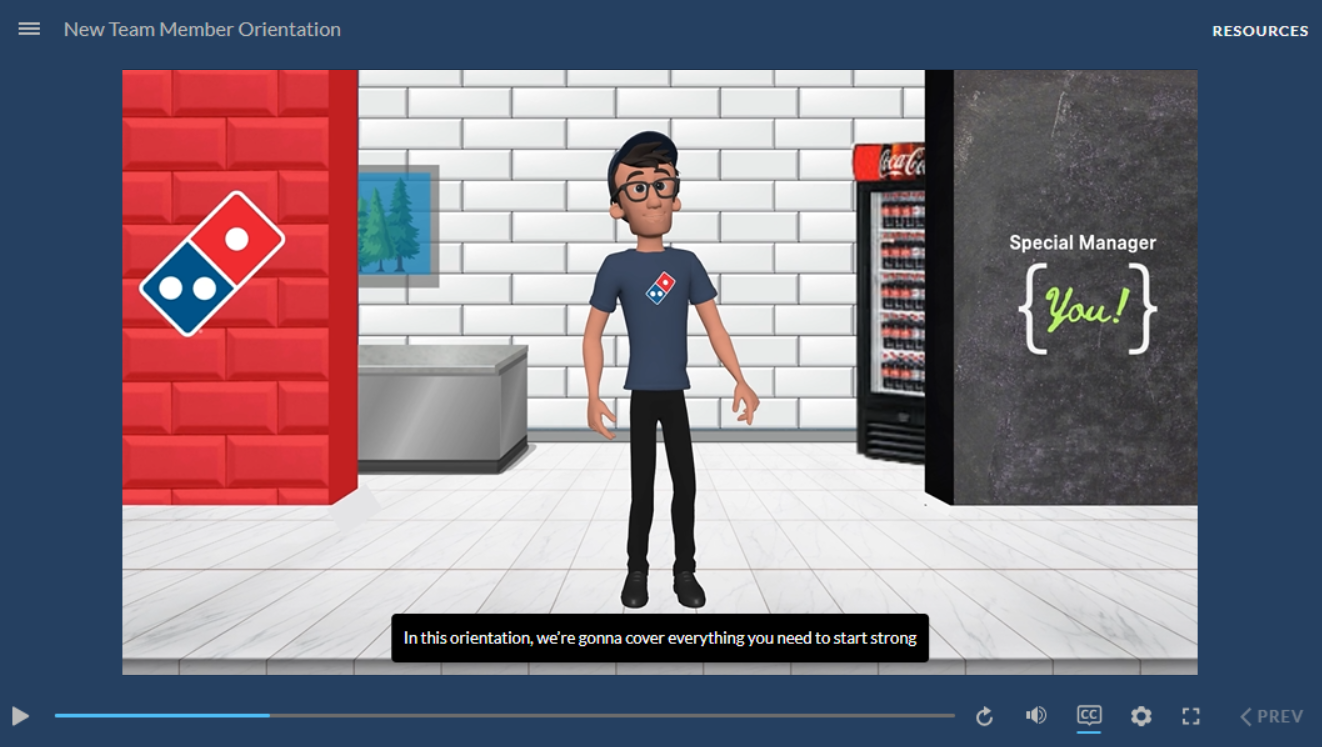 New Team Member Orientation
RESOURCES
Coca-Co
Special Manager
{You!}
In this orientation, we're gonna cover everything you need to start strong
CC
PREV